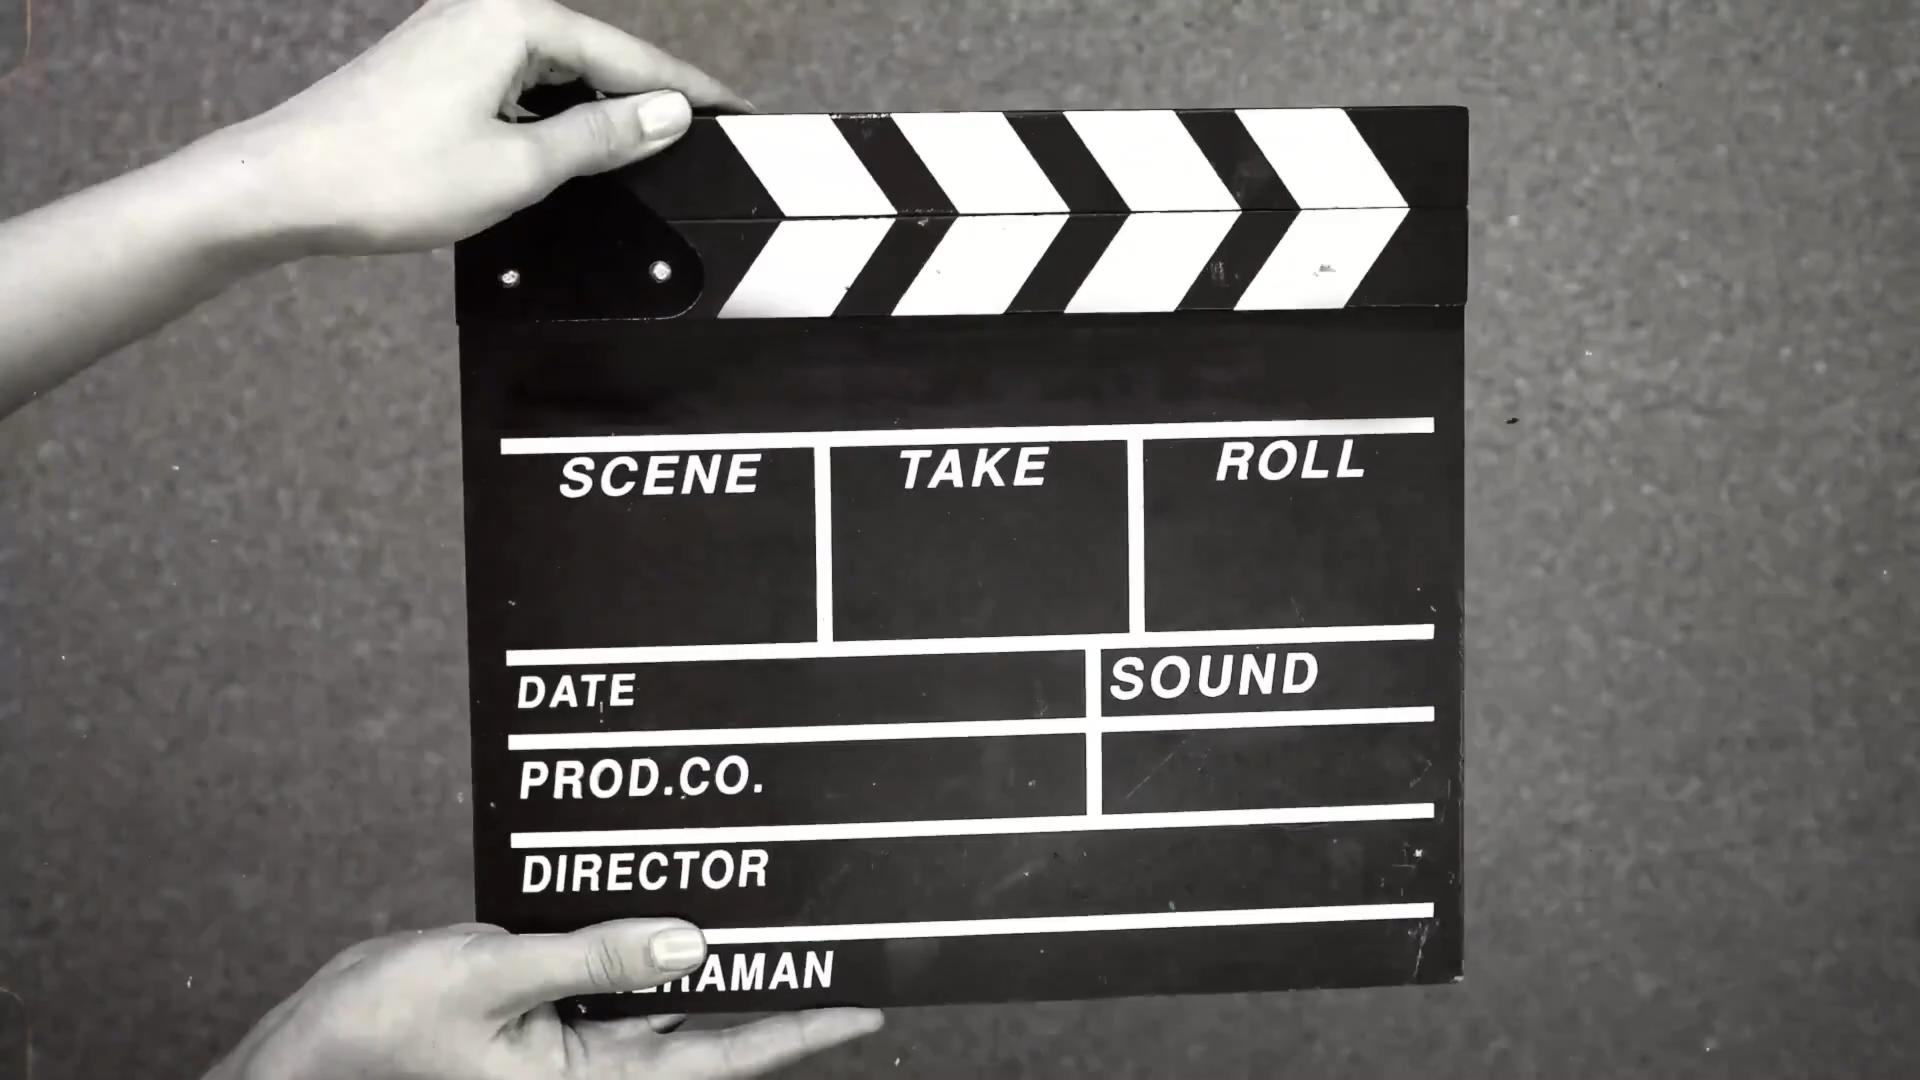 SCENE TAKE ROLL
DATE SOUND
PROD.CO.
DIRECTOR